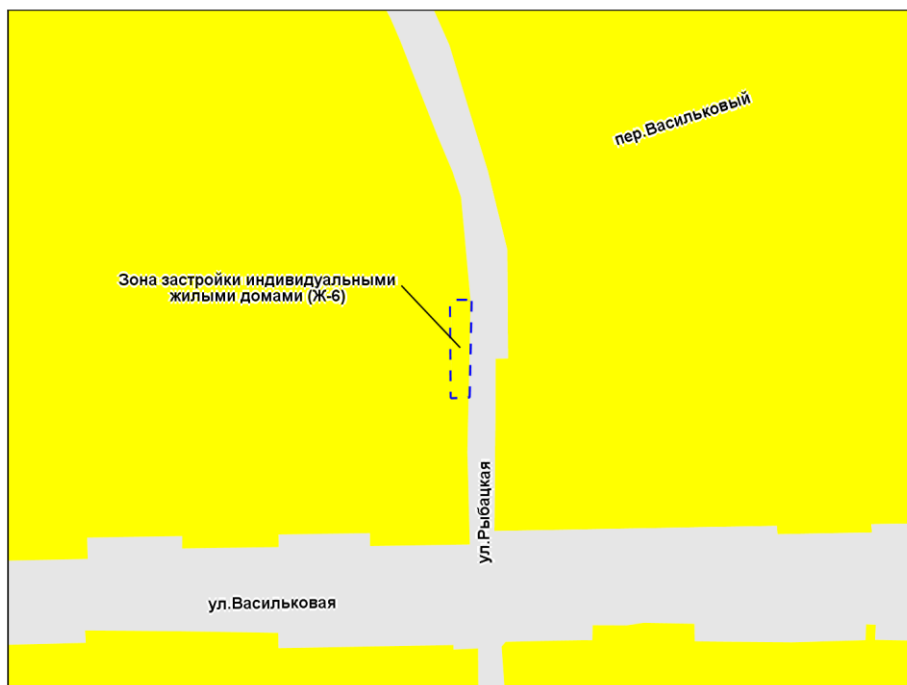 пер.Васильковый
Зона застройки индивидуальными
жилыми домами (Ж-6)
ул.Рыбацкая
ул.Васильковая